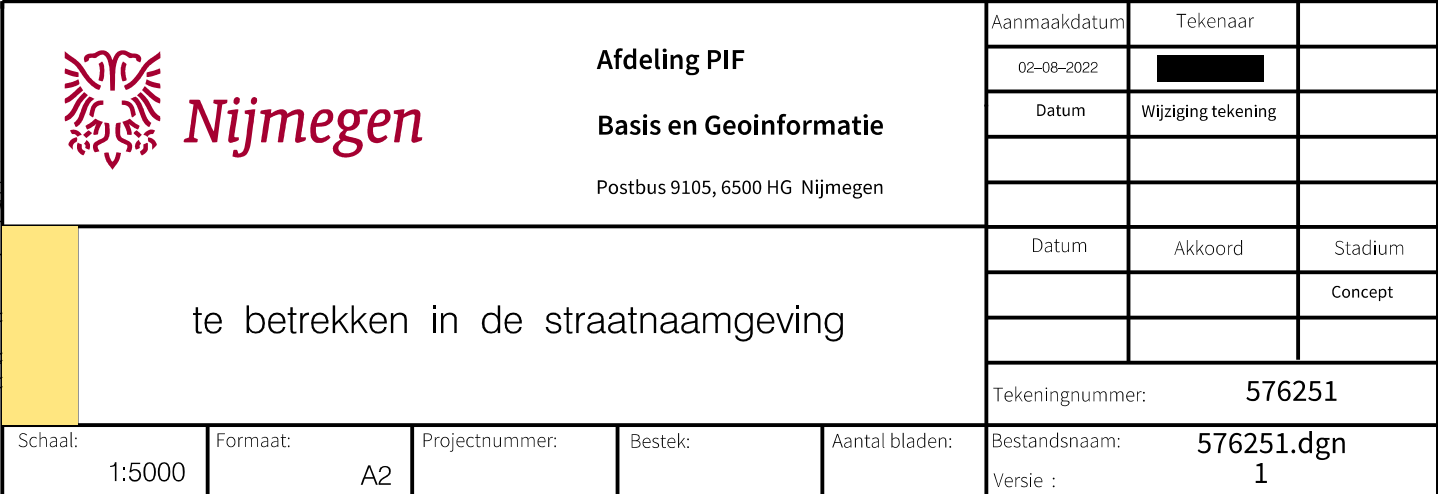 Nijmegen
Afdeling PIF
Basis en Geoinformatie
Postbus 9105, 6500 HG Nijmegen
Aanmaakdatum Tekenaar
02-08-2022
Datum Wijziging tekening
Datum Akkoord Stadium
Concept
te betrekken in de straatnaamgeving
Tekeningnummer: 576251
Schaal: 1:5000
Formaat: A2
Projectnummer:
Bestek:
Aantal bladen:
Bestandsnaam: 576251.dgn
Versie : 1